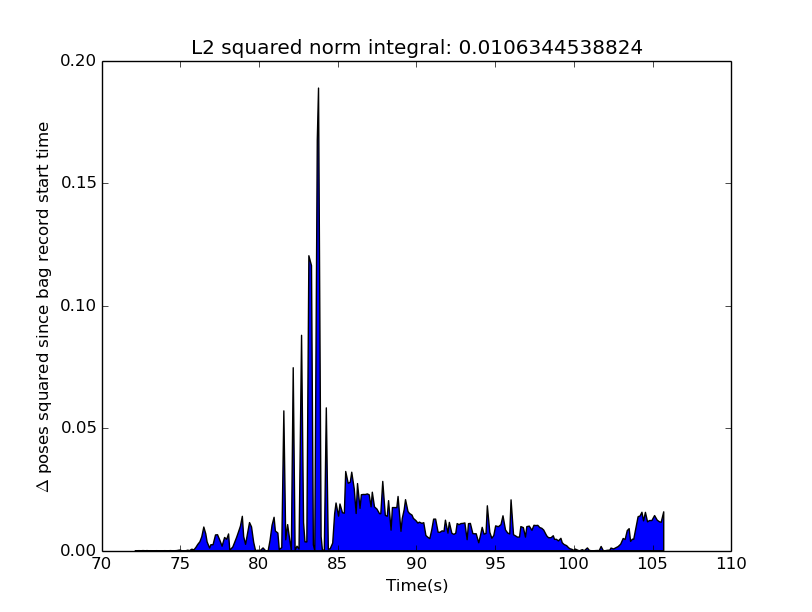 L2 squared norm integral: 0.0106344538824
Δ poses squared since bag record start time
0.20
0.15
0.10
0.05
0.00
70 75 80 85 90 95 100 105 110
Time(s)